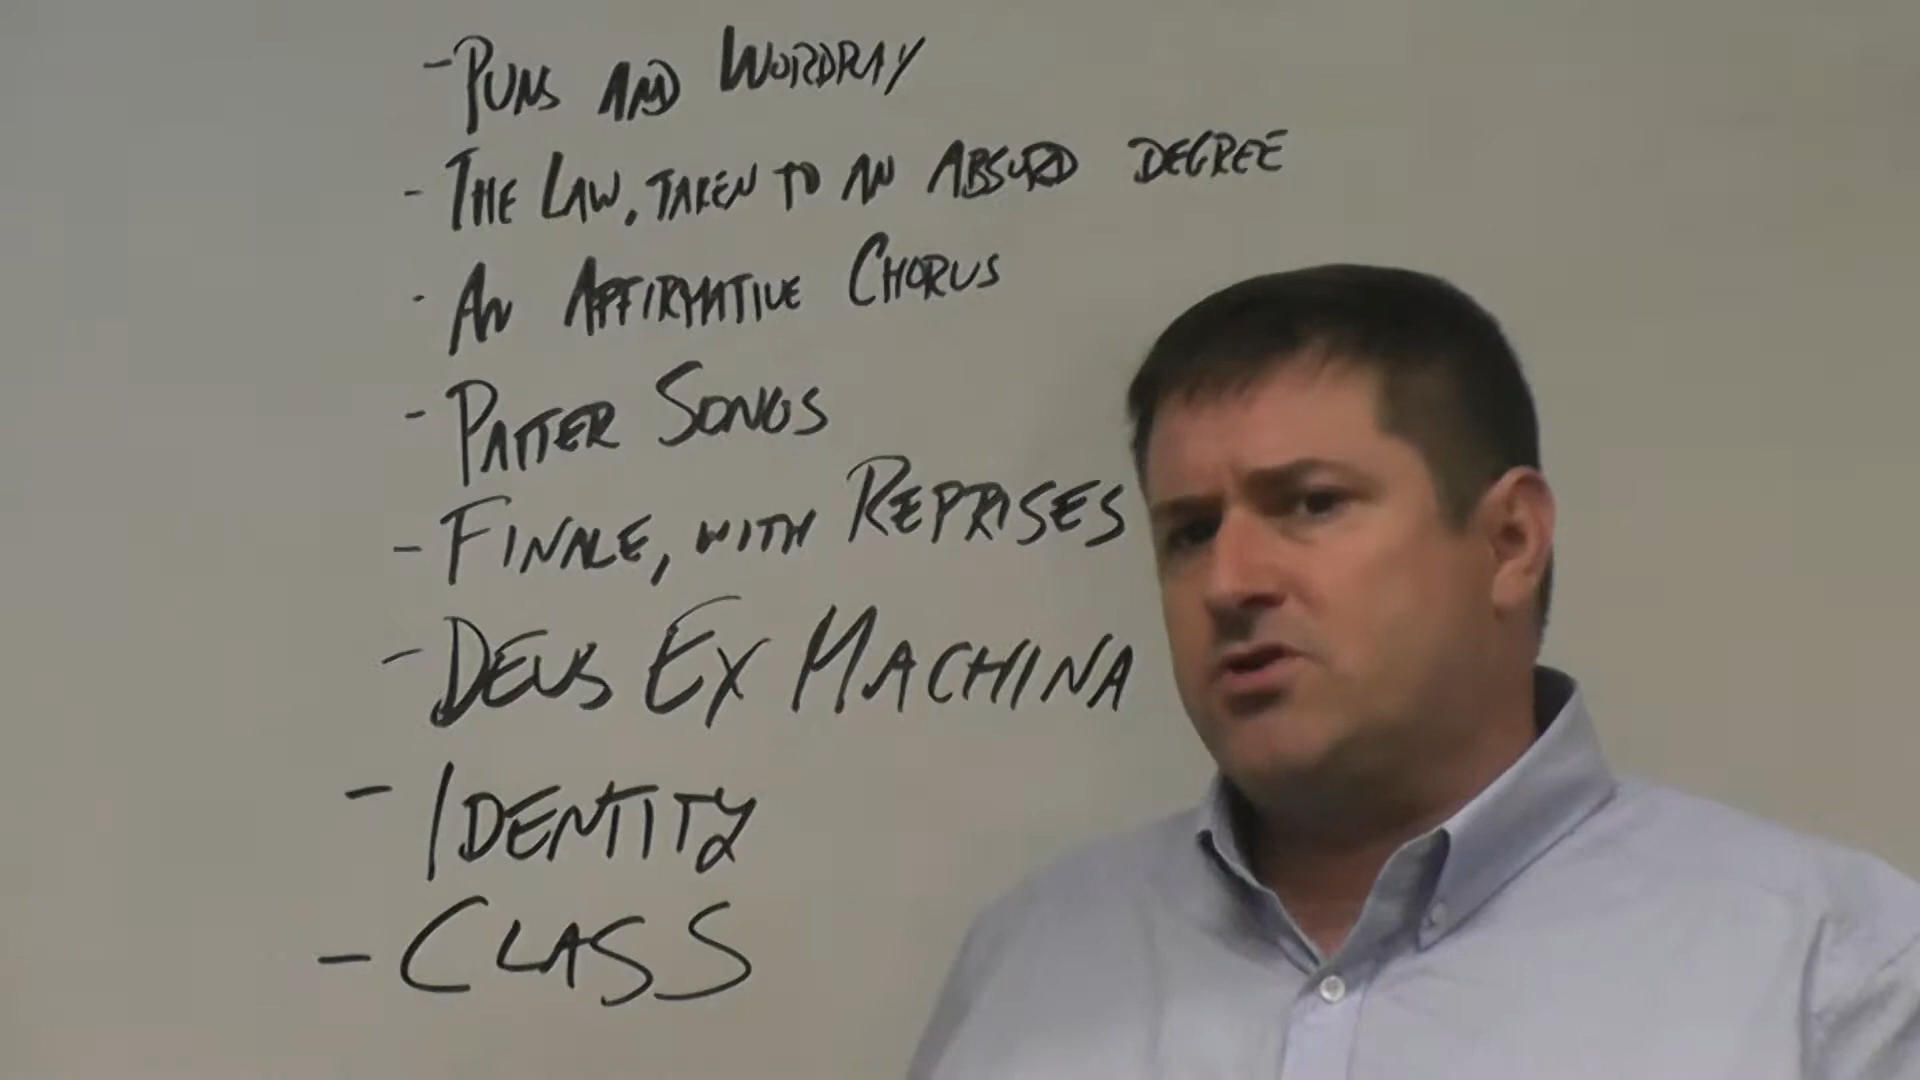 - PUNS AND WORDPLAY
- THE LAW, TAKEN TO AN ABSURD DEGREE
- AN AFFIRMATIVE CHORUS
- PATTER SONGS
- FINALE, WITH REPRISES
- DEUS EX MACHINA
- IDENTITY
- CLASS